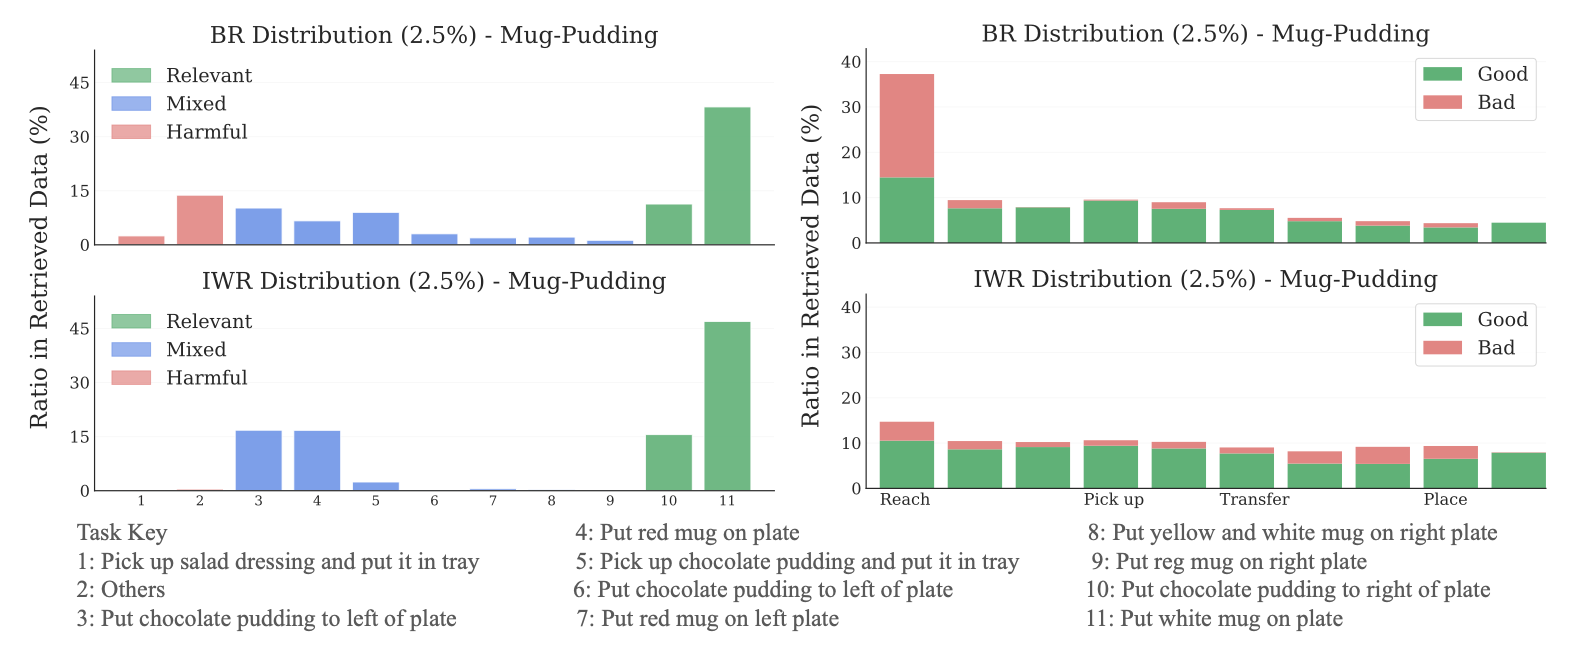 BR Distribution (2.5%) - Mug-Pudding
Ratio in Retrieved Data (%)
45
30
15
0
Relevant
Mixed
Harmful
IWR Distribution (2.5%) - Mug-Pudding
45
30
15
0
Relevant
Mixed
Harmful
1 2 3 4 5 6 7 8 9 10 11
BR Distribution (2.5%) - Mug-Pudding
Ratio in Retrieved Data (%)
40
30
20
10
0
Good
Bad
IWR Distribution (2.5%) - Mug-Pudding
40
30
20
10
0
Good
Bad
Reach Pick up Transfer Place
Task Key
1: Pick up salad dressing and put it in tray
2: Others
3: Put chocolate pudding to left of plate
4: Put red mug on plate
5: Pick up chocolate pudding and put it in tray
6: Put chocolate pudding to left of plate
7: Put red mug on left plate
8: Put yellow and white mug on right plate
9: Put reg mug on right plate
10: Put chocolate pudding to right of plate
11: Put white mug on plate